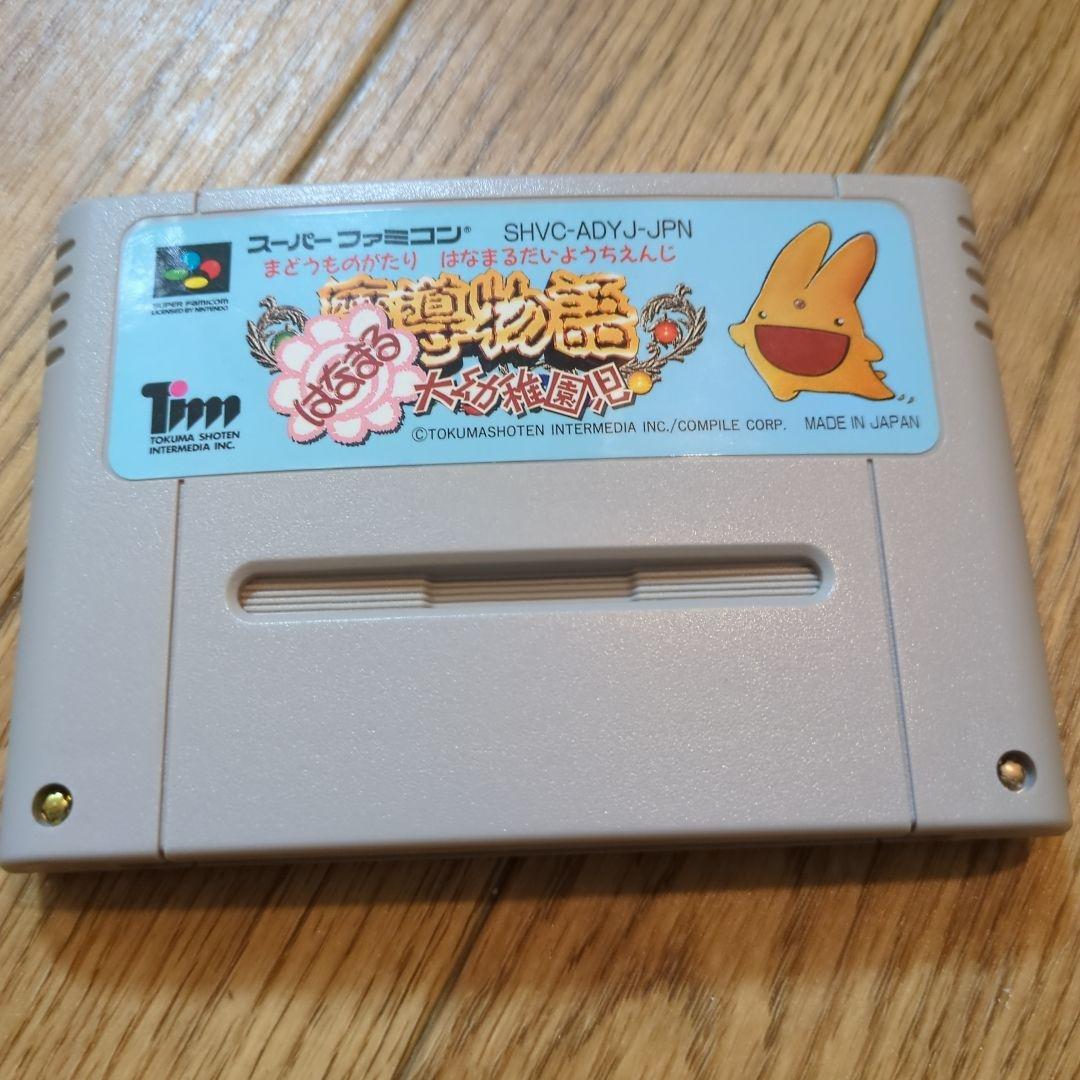 スーパーファミコン® SHVC-ADYJ-JPN
まどうものがたり はなまるだいようちえんじ
SUPER FAMICOM
LICENSED BY NINTENDO
魔導物語
はなまる
大幼稚園児
Tim
TOKUMA SHOTEN
INTERMEDIA INC.
©TOKUMASHOTEN INTERMEDIA INC./COMPILE CORP. MADE IN JAPAN